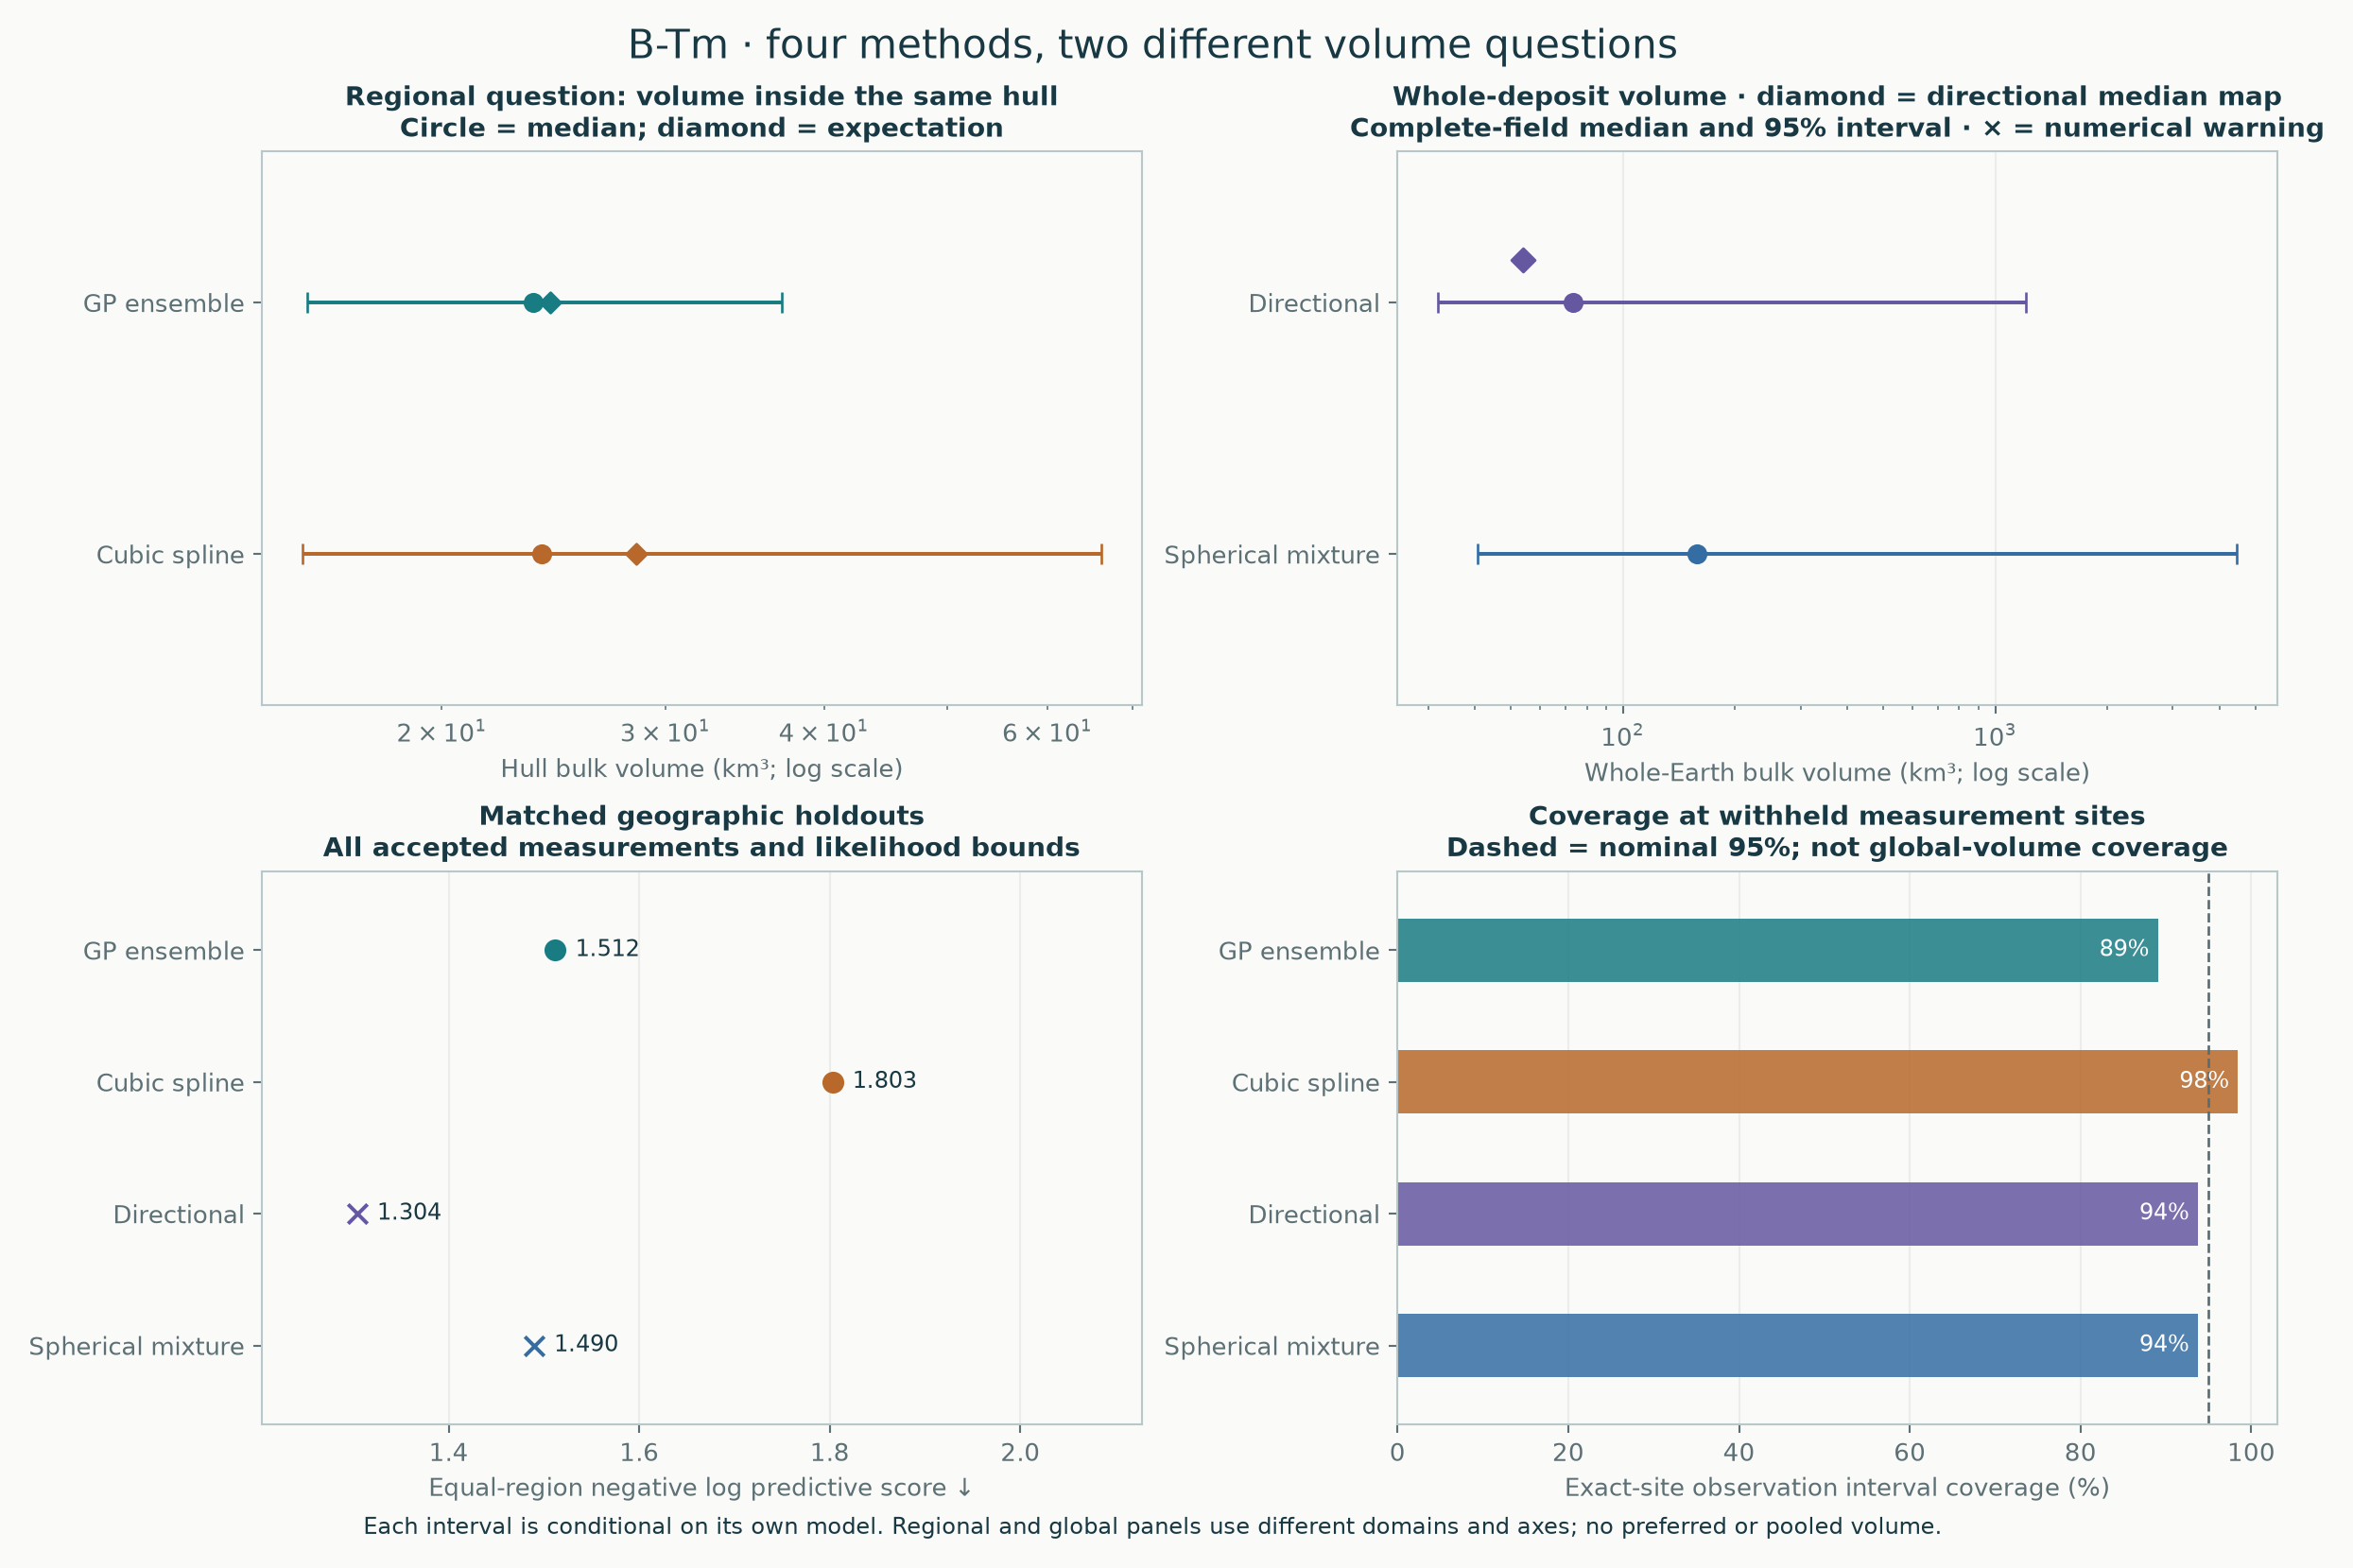 B-Tm · four methods, two different volume questions
Regional question: volume inside the same hull
Circle = median; diamond = expectation
GP ensemble
Cubic spline
2 × 10¹
3 × 10¹
4 × 10¹
6 × 10¹
Hull bulk volume (km³; log scale)
Whole-deposit volume · diamond = directional median map
Complete-field median and 95% interval · × = numerical warning
Directional
Spherical mixture
10²
10³
Whole-Earth bulk volume (km³; log scale)
Matched geographic holdouts
All accepted measurements and likelihood bounds
GP ensemble
1.512
Cubic spline
1.803
Directional
1.304
Spherical mixture
1.490
1.4
1.6
1.8
2.0
Equal-region negative log predictive score ↓
Coverage at withheld measurement sites
Dashed = nominal 95%; not global-volume coverage
GP ensemble
89%
Cubic spline
98%
Directional
94%
Spherical mixture
94%
0
20
40
60
80
100
Exact-site observation interval coverage (%)
Each interval is conditional on its own model. Regional and global panels use different domains and axes; no preferred or pooled volume.